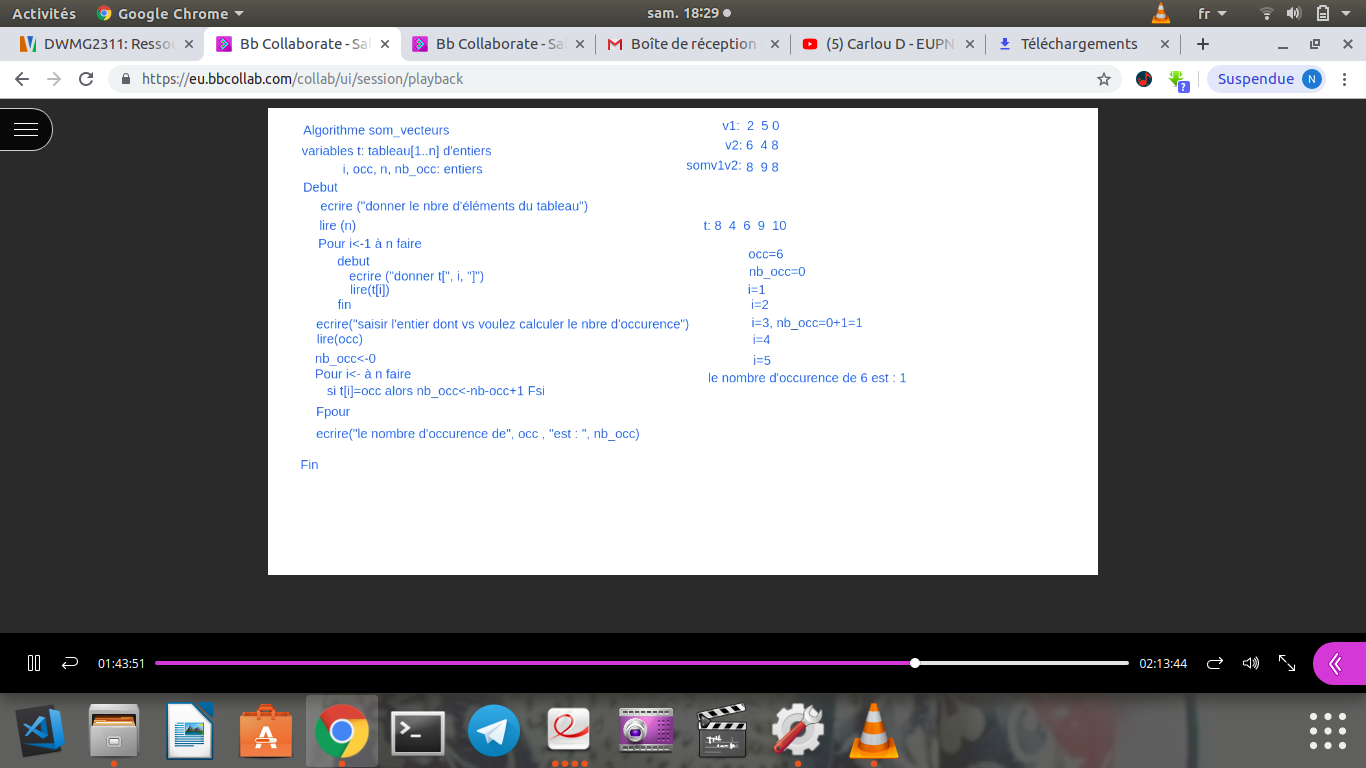 Activités
Google Chrome
sam. 18:29
fr
DWMG2311: Resso
Bb Collaborate - Sal
Bb Collaborate - Sal
Boîte de réception
(5) Carlou D - EUPN
Téléchargements
https://eu.bbcollab.com/collab/ui/session/playback
Suspendue
N
Algorithme som_vecteurs
variables t: tableau[1..n] d'entiers
i, occ, n, nb_occ: entiers
Debut
ecrire ("donner le nbre d'éléments du tableau")
lire (n)
Pour i<-1 à n faire
debut
ecrire ("donner t[", i, "]")
lire(t[i])
fin
ecrire("saisir l'entier dont vs voulez calculer le nbre d'occurence")
lire(occ)
nb_occ<-0
Pour i<- à n faire
si t[i]=occ alors nb_occ<-nb-occ+1 Fsi
Fpour
ecrire("le nombre d'occurence de", occ , "est : ", nb_occ)
Fin
v1: 2 5 0
v2: 6 4 8
somv1v2: 8 9 8
t: 8 4 6 9 10
occ=6
nb_occ=0
i=1
i=2
i=3, nb_occ=0+1=1
i=4
i=5
le nombre d'occurence de 6 est : 1
01:43:51
02:13:44